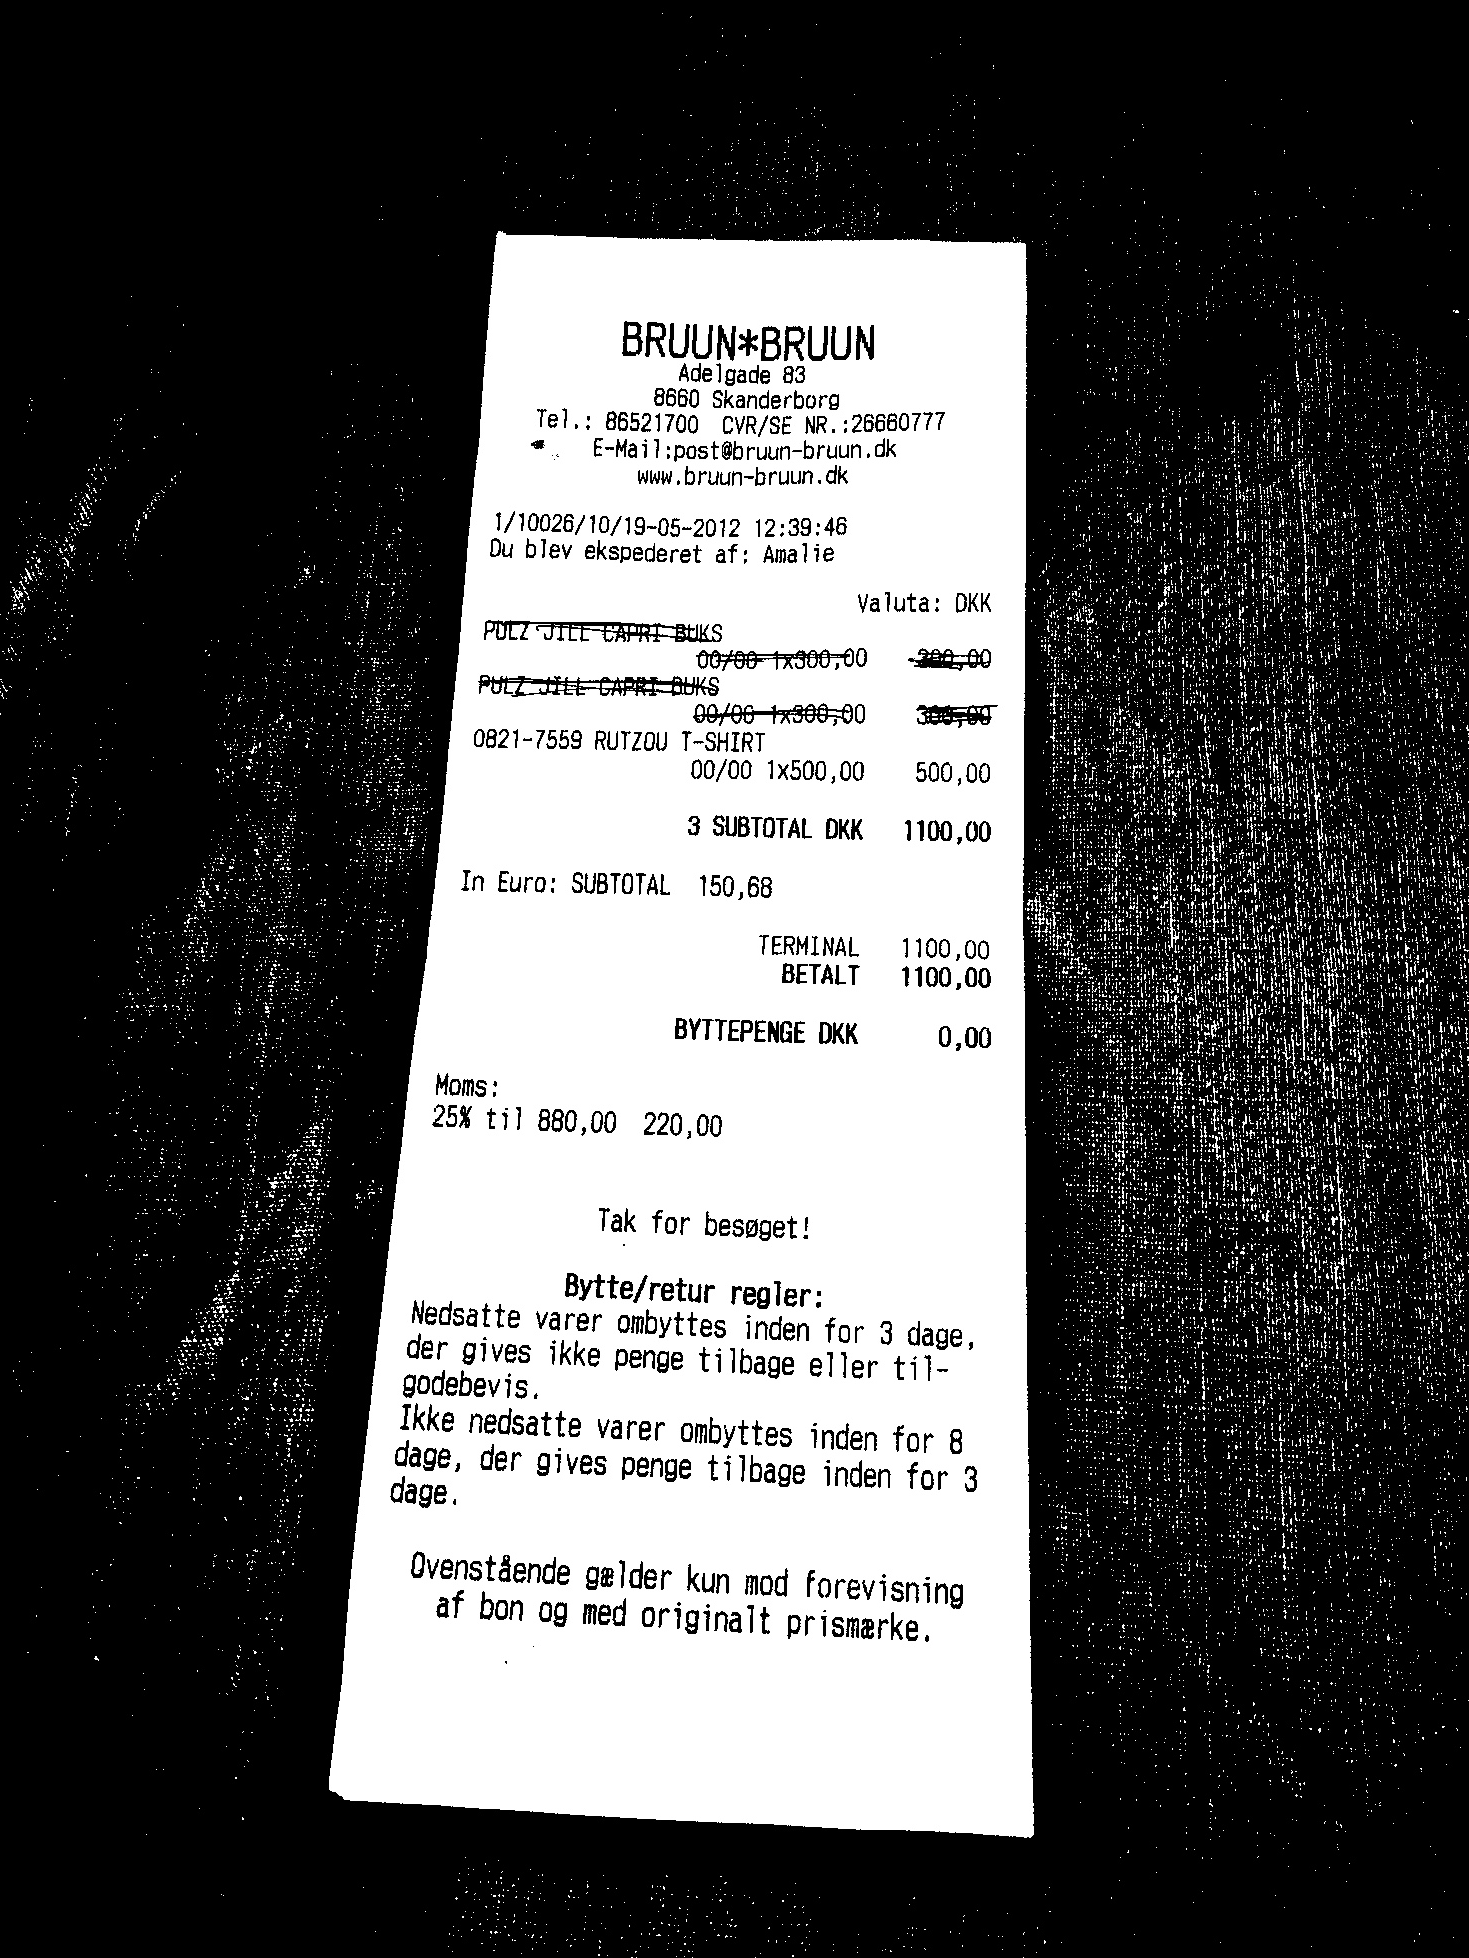 BRUUN*BRUUN
Adelgade 83
8660 Skanderborg
Tel.: 86521700 CVR/SE NR.:26660777
E-Mail:post@bruun-bruun.dk
www.bruun-bruun.dk
1/10026/10/19-05-2012 12:39:46
Du blev ekspederet af: Amalie
Valuta: DKK
PULZ JILL CAPRI BUKS
00/00 1x300,00 300,00
PULZ JILL CAPRI BUKS
00/00 1x300,00 300,00
0821-7559 RUTZOU T-SHIRT
00/00 1x500,00 500,00
3 SUBTOTAL DKK 1100,00
In Euro: SUBTOTAL 150,68
TERMINAL 1100,00
BETALT 1100,00
BYTTEPENGE DKK 0,00
Moms:
25% til 880,00 220,00
Tak for besøget!
Bytte/retur regler:
Nedsatte varer ombyttes inden for 3 dage,
der gives ikke penge tilbage eller til-
godebevis.
Ikke nedsatte varer ombyttes inden for 8
dage, der gives penge tilbage inden for 3
dage.
Ovenstående gælder kun mod forevisning
af bon og med originalt prismærke.